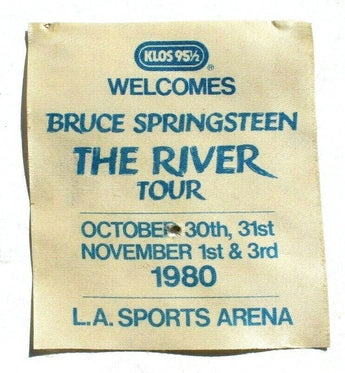 KLOS 95½
®
WELCOMES
BRUCE SPRINGSTEEN
THE RIVER
TOUR
OCTOBER 30th, 31st
NOVEMBER 1st & 3rd
1980
L.A. SPORTS ARENA